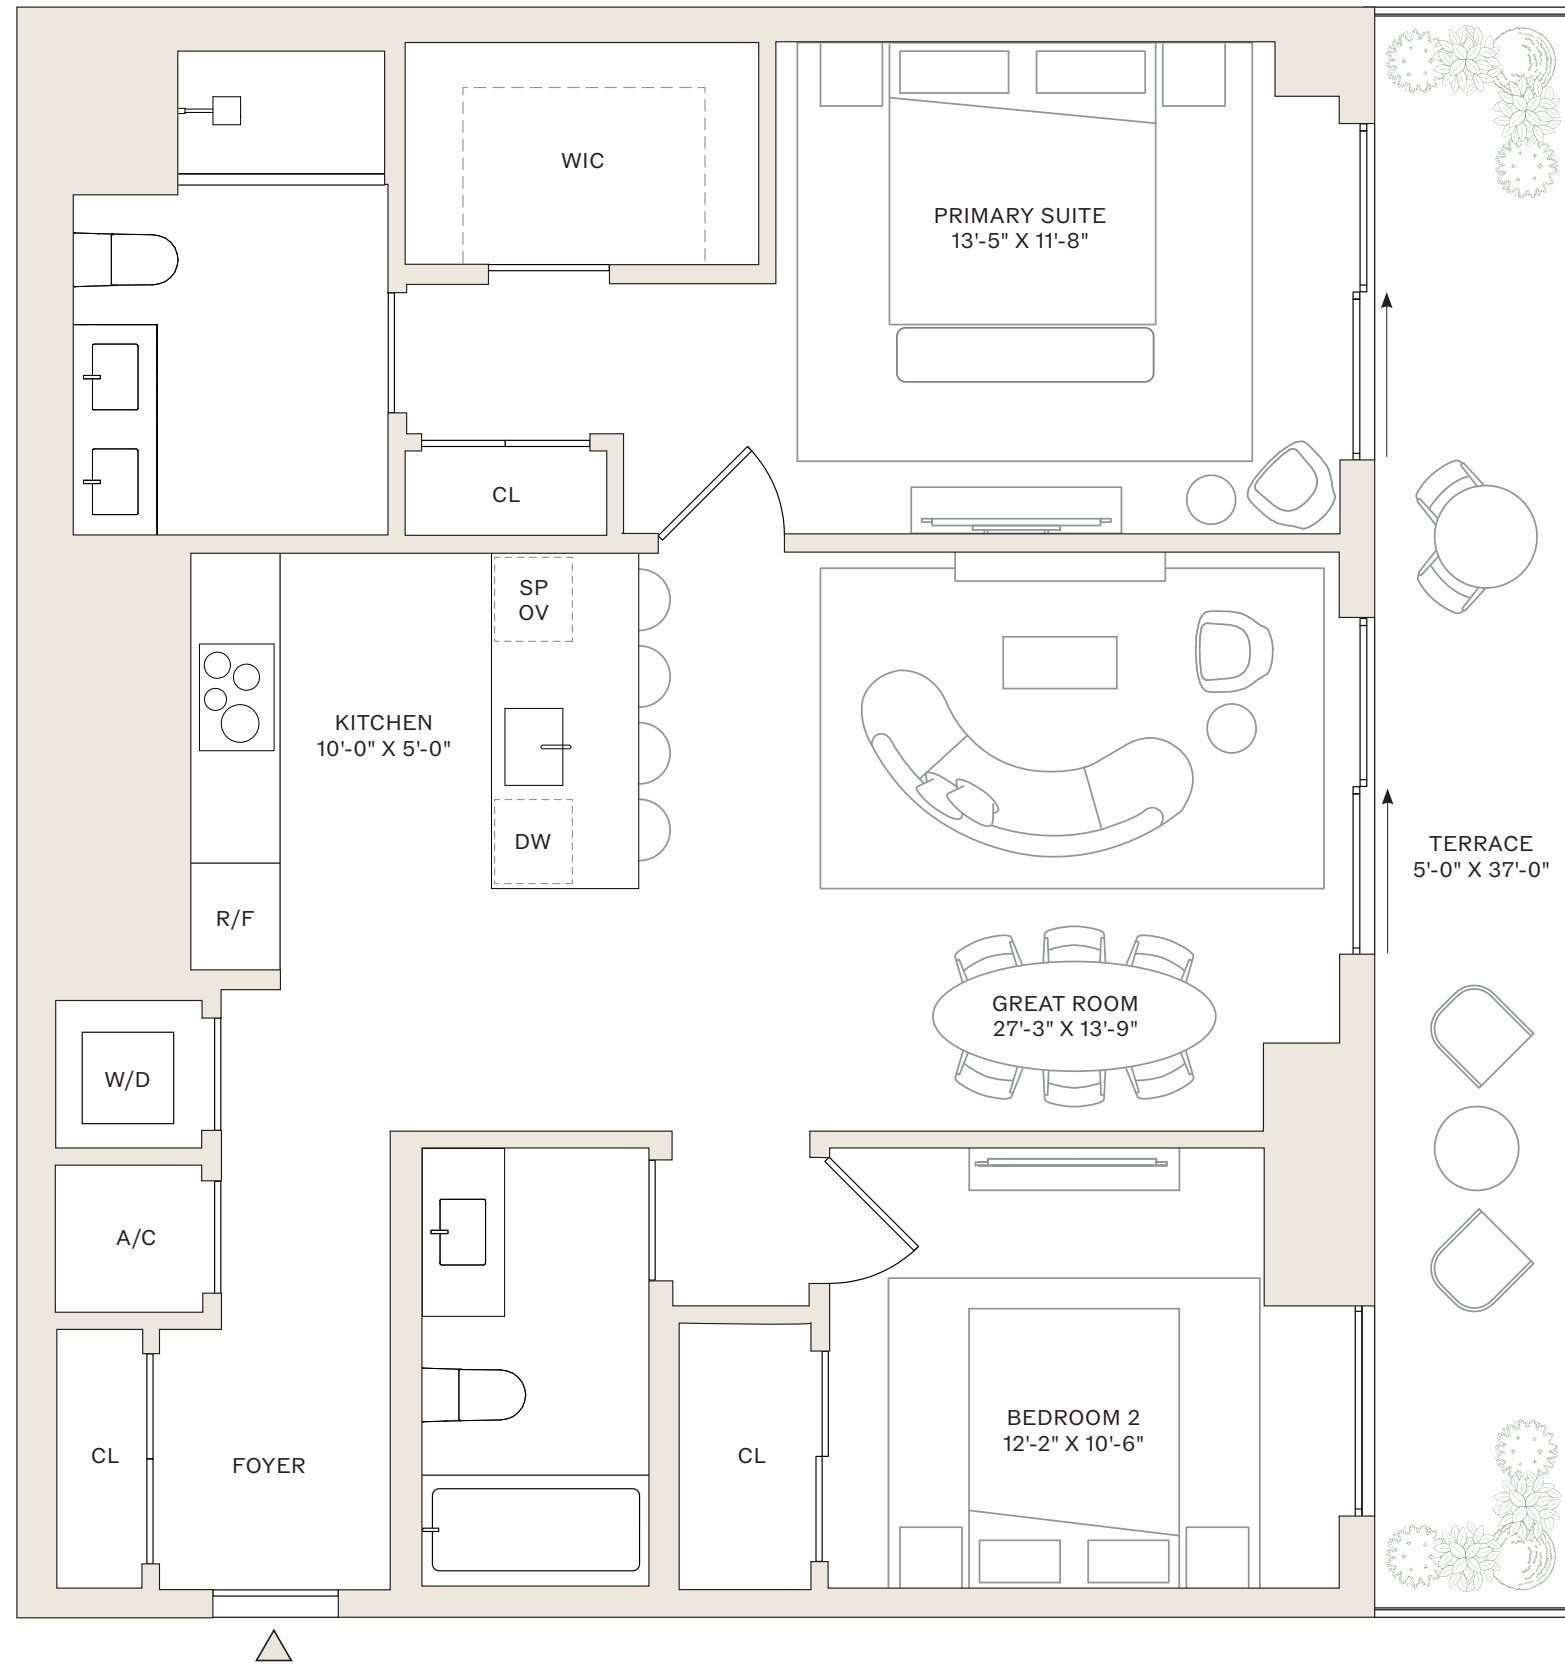 WIC
PRIMARY SUITE
13'-5" X 11'-8"
CL
SP
OV
KITCHEN
10'-0" X 5'-0"
DW
TERRACE
5'-0" X 37'-0"
R/F
GREAT ROOM
27'-3" X 13'-9"
W/D
A/C
BEDROOM 2
12'-2" X 10'-6"
CL
CL
FOYER